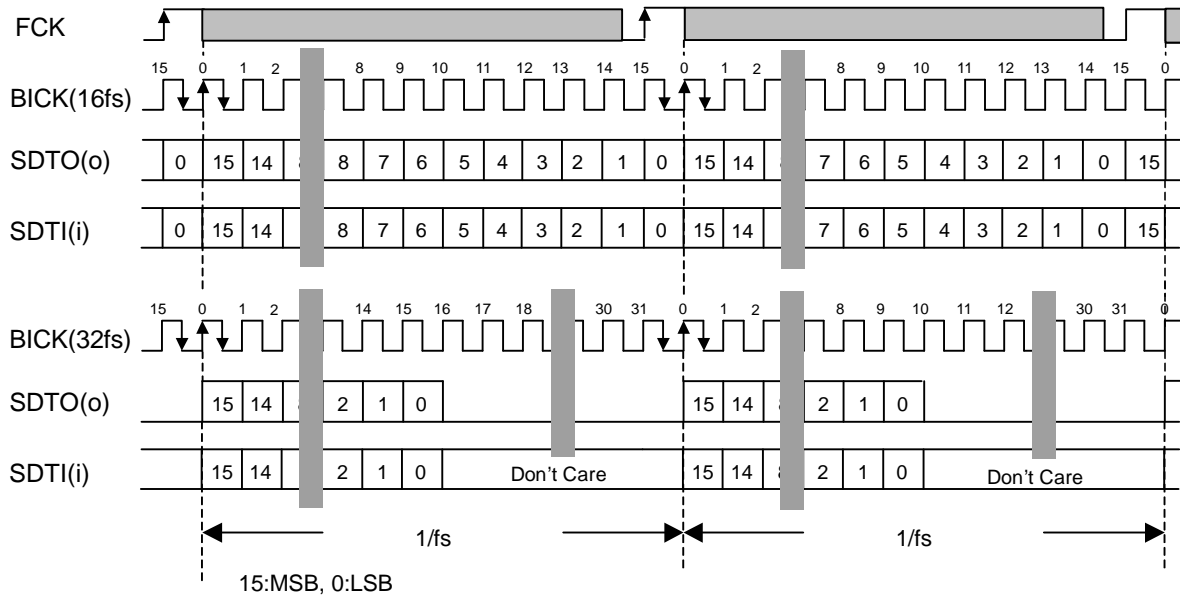 FCK
15 0 1 2 8 9 10 11 12 13 14 15 0 1 2 8 9 10 11 12 13 14 15 0
BICK(16fs)
SDTO(o) 0 15 14 8 7 6 5 4 3 2 1 0 15 14 7 6 5 4 3 2 1 0 15
SDTI(i) 0 15 14 8 7 6 5 4 3 2 1 0 15 14 7 6 5 4 3 2 1 0 15
15 0 1 2 14 15 16 17 18 30 31 0 1 2 8 9 10 11 12 30 31 0
BICK(32fs)
SDTO(o) 15 14 2 1 0 15 14 2 1 0
SDTI(i) 15 14 2 1 0 Don't Care 15 14 2 1 0 Don't Care
1/fs 1/fs
15:MSB, 0:LSB